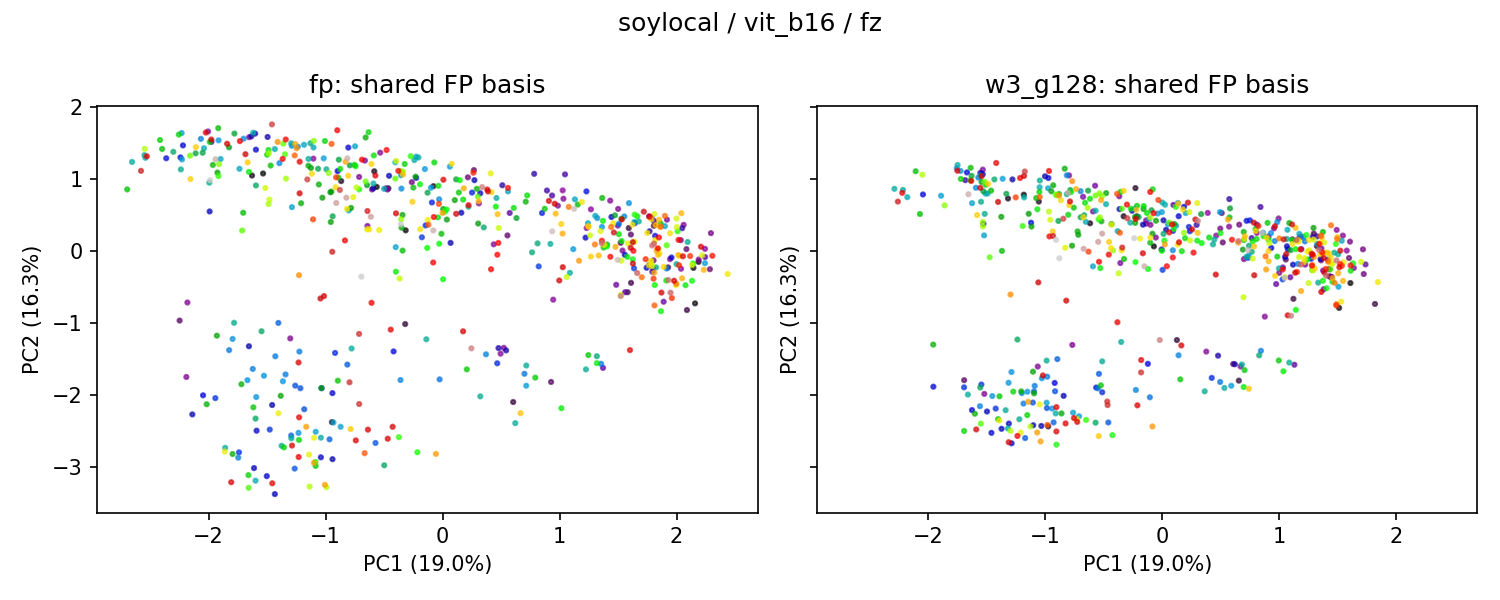 soylocal / vit_b16 / fz
fp: shared FP basis
w3_g128: shared FP basis
2
1
0
−1
−2
−3
PC2 (16.3%)
PC2 (16.3%)
−2
−1
0
1
2
−2
−1
0
1
2
PC1 (19.0%)
PC1 (19.0%)